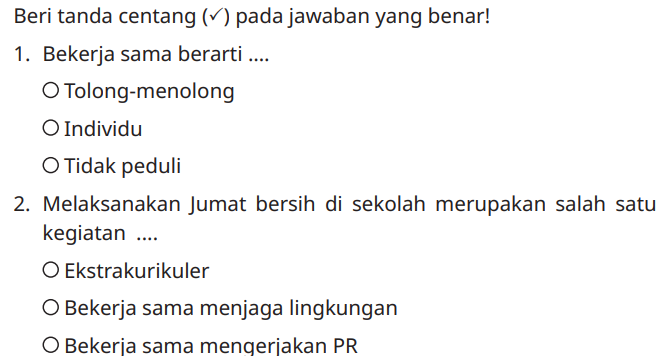 Beri tanda centang (✓) pada jawaban yang benar!
1. Bekerja sama berarti ....
○ Tolong-menolong
○ Individu
○ Tidak peduli
2. Melaksanakan Jumat bersih di sekolah merupakan salah satu
kegiatan ....
○ Ekstrakurikuler
○ Bekerja sama menjaga lingkungan
○ Bekerja sama mengerjakan PR